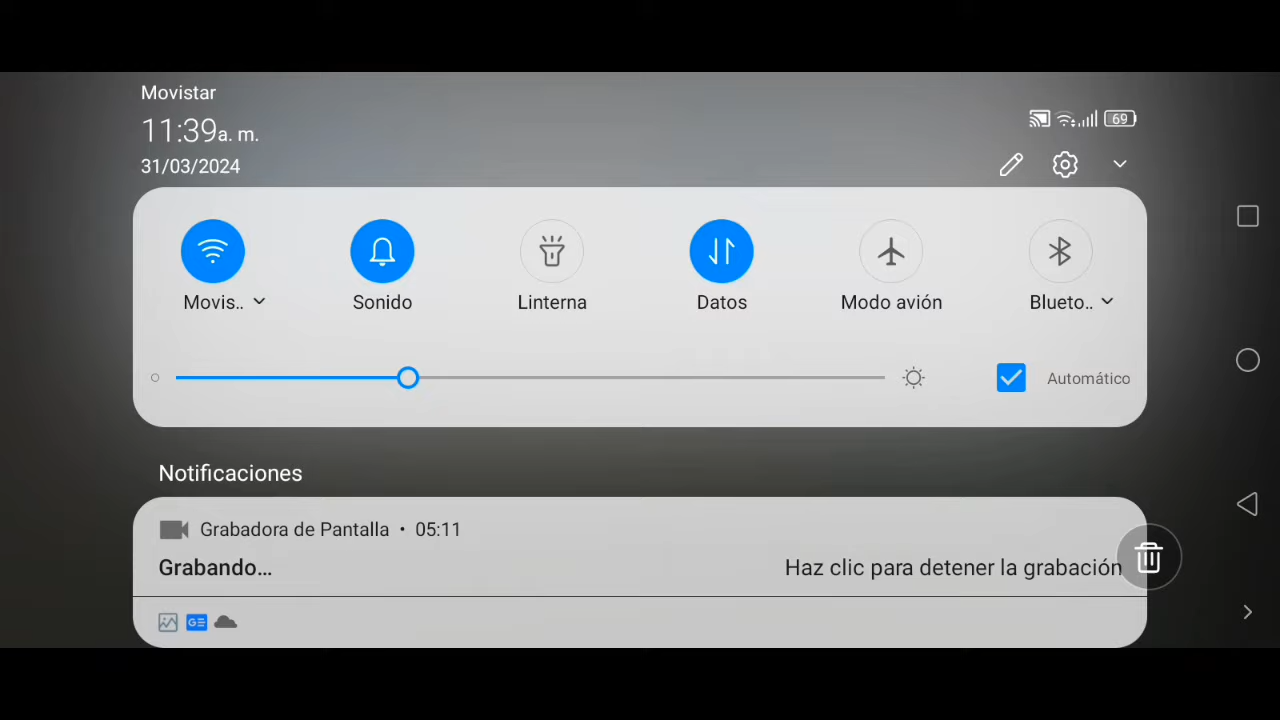 Movistar
11:39a. m.
69
31/03/2024
Movis..
Sonido
Linterna
Datos
Modo avión
Blueto..
Automático
Notificaciones
Grabadora de Pantalla • 05:11
Grabando...
Haz clic para detener la grabación
GE